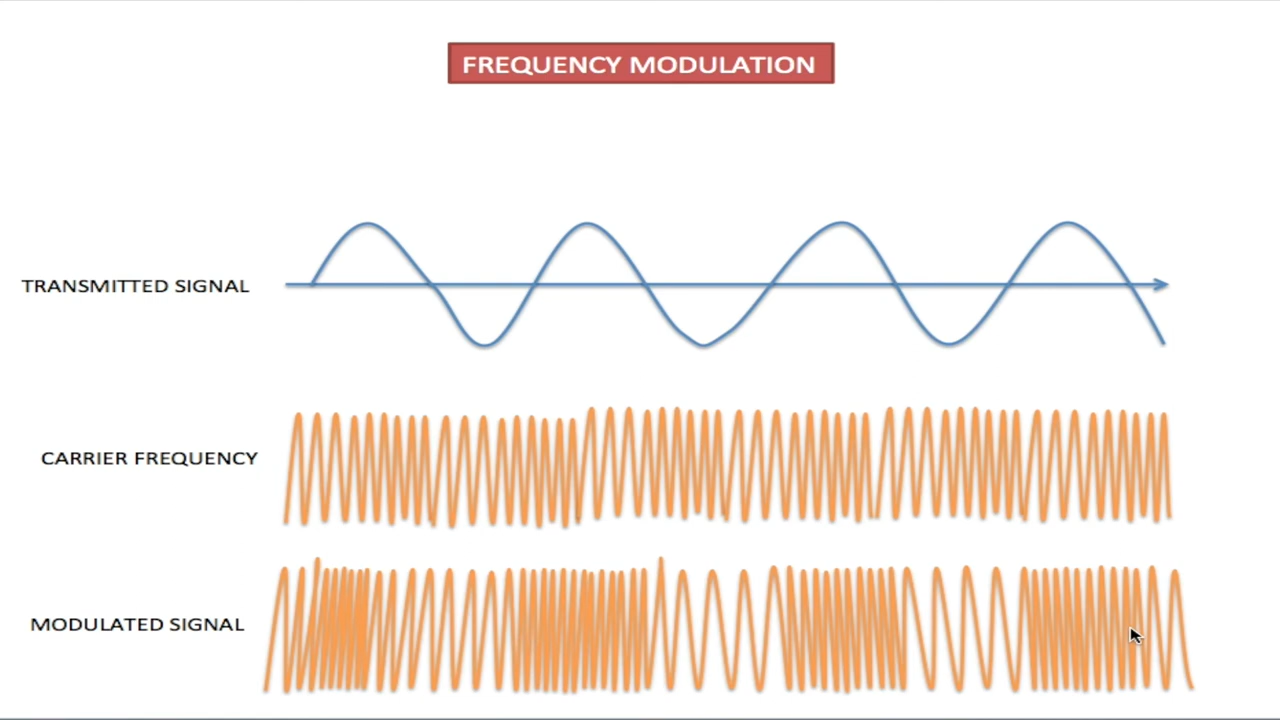 FREQUENCY MODULATION
TRANSMITTED SIGNAL
CARRIER FREQUENCY
MODULATED SIGNAL